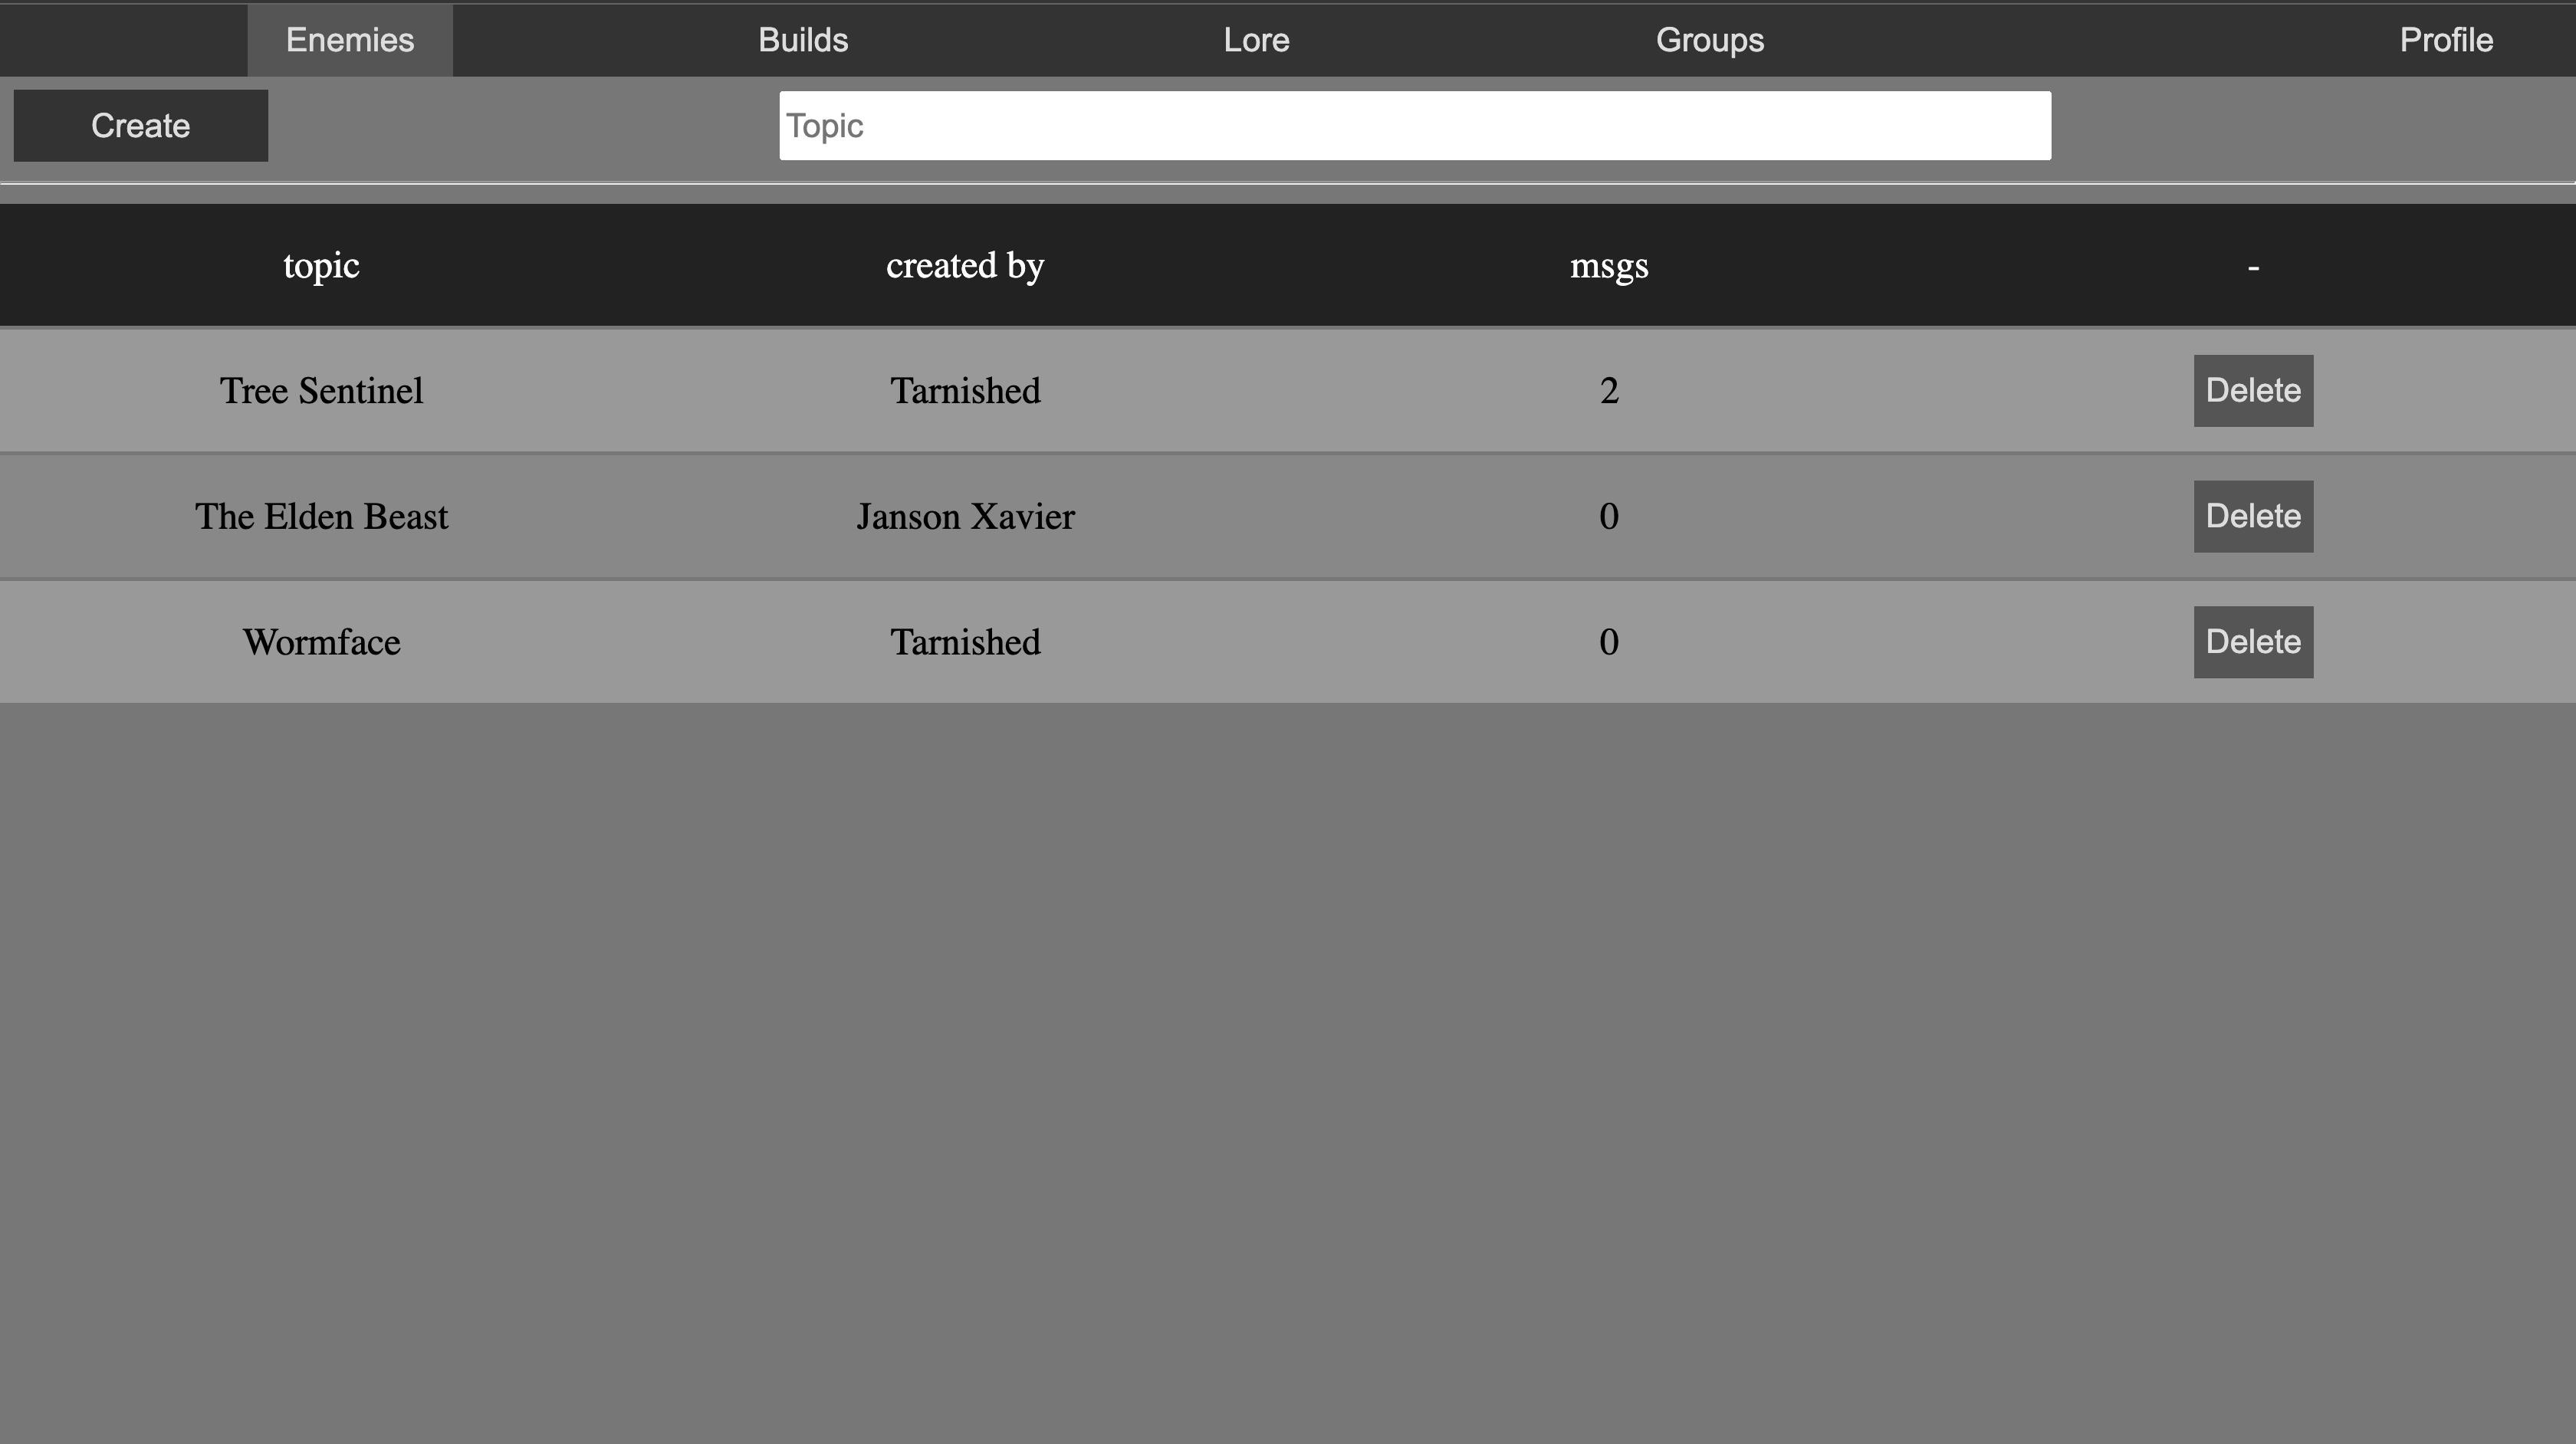 Enemies Builds Lore Groups Profile
Create Topic
topic created by msgs -
Tree Sentinel Tarnished 2 Delete
The Elden Beast Janson Xavier 0 Delete
Wormface Tarnished 0 Delete